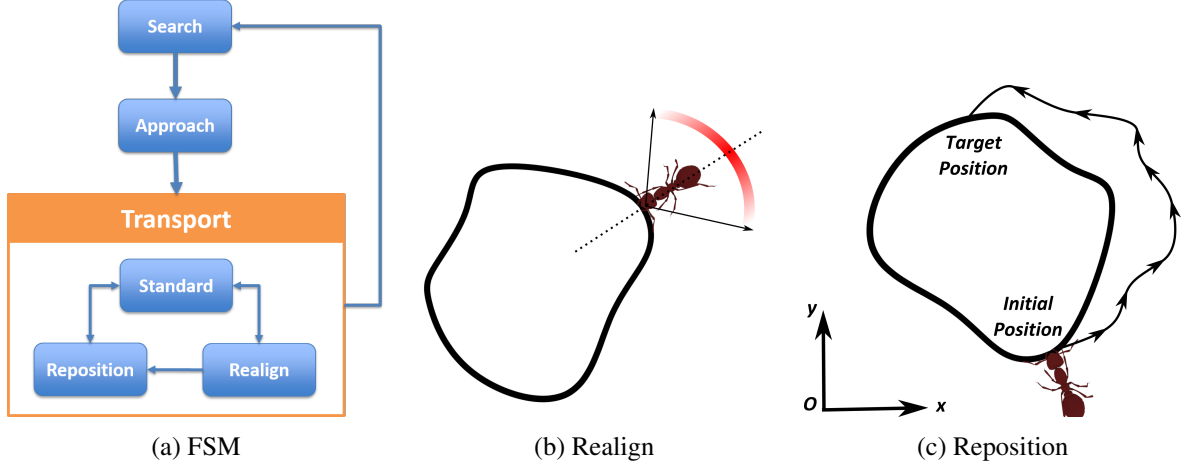 Search
Approach
Transport
Standard
Reposition
Realign
(a) FSM
(b) Realign
Target
Position
Initial
Position
y
O
x
(c) Reposition